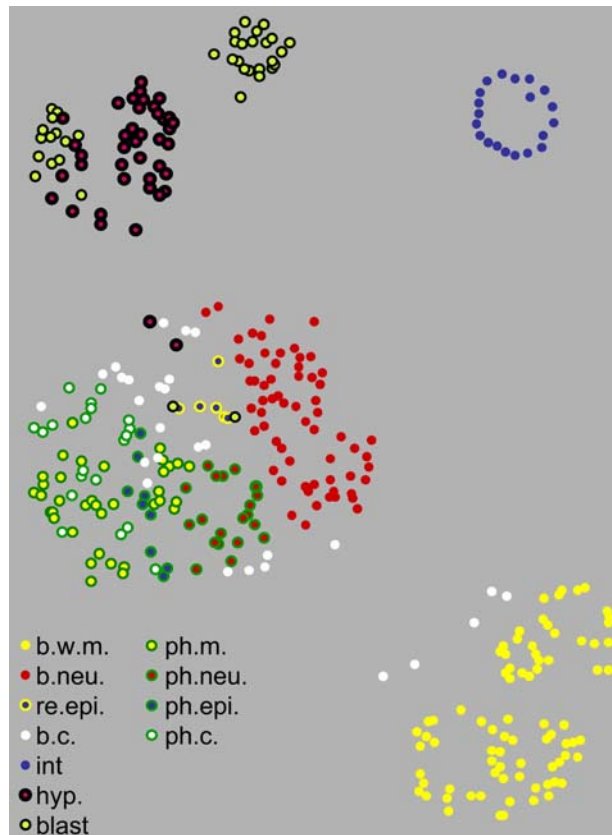 b.w.m.
b.neu.
re.epi.
b.c.
int
hyp.
blast
ph.m.
ph.neu.
ph.epi.
ph.c.